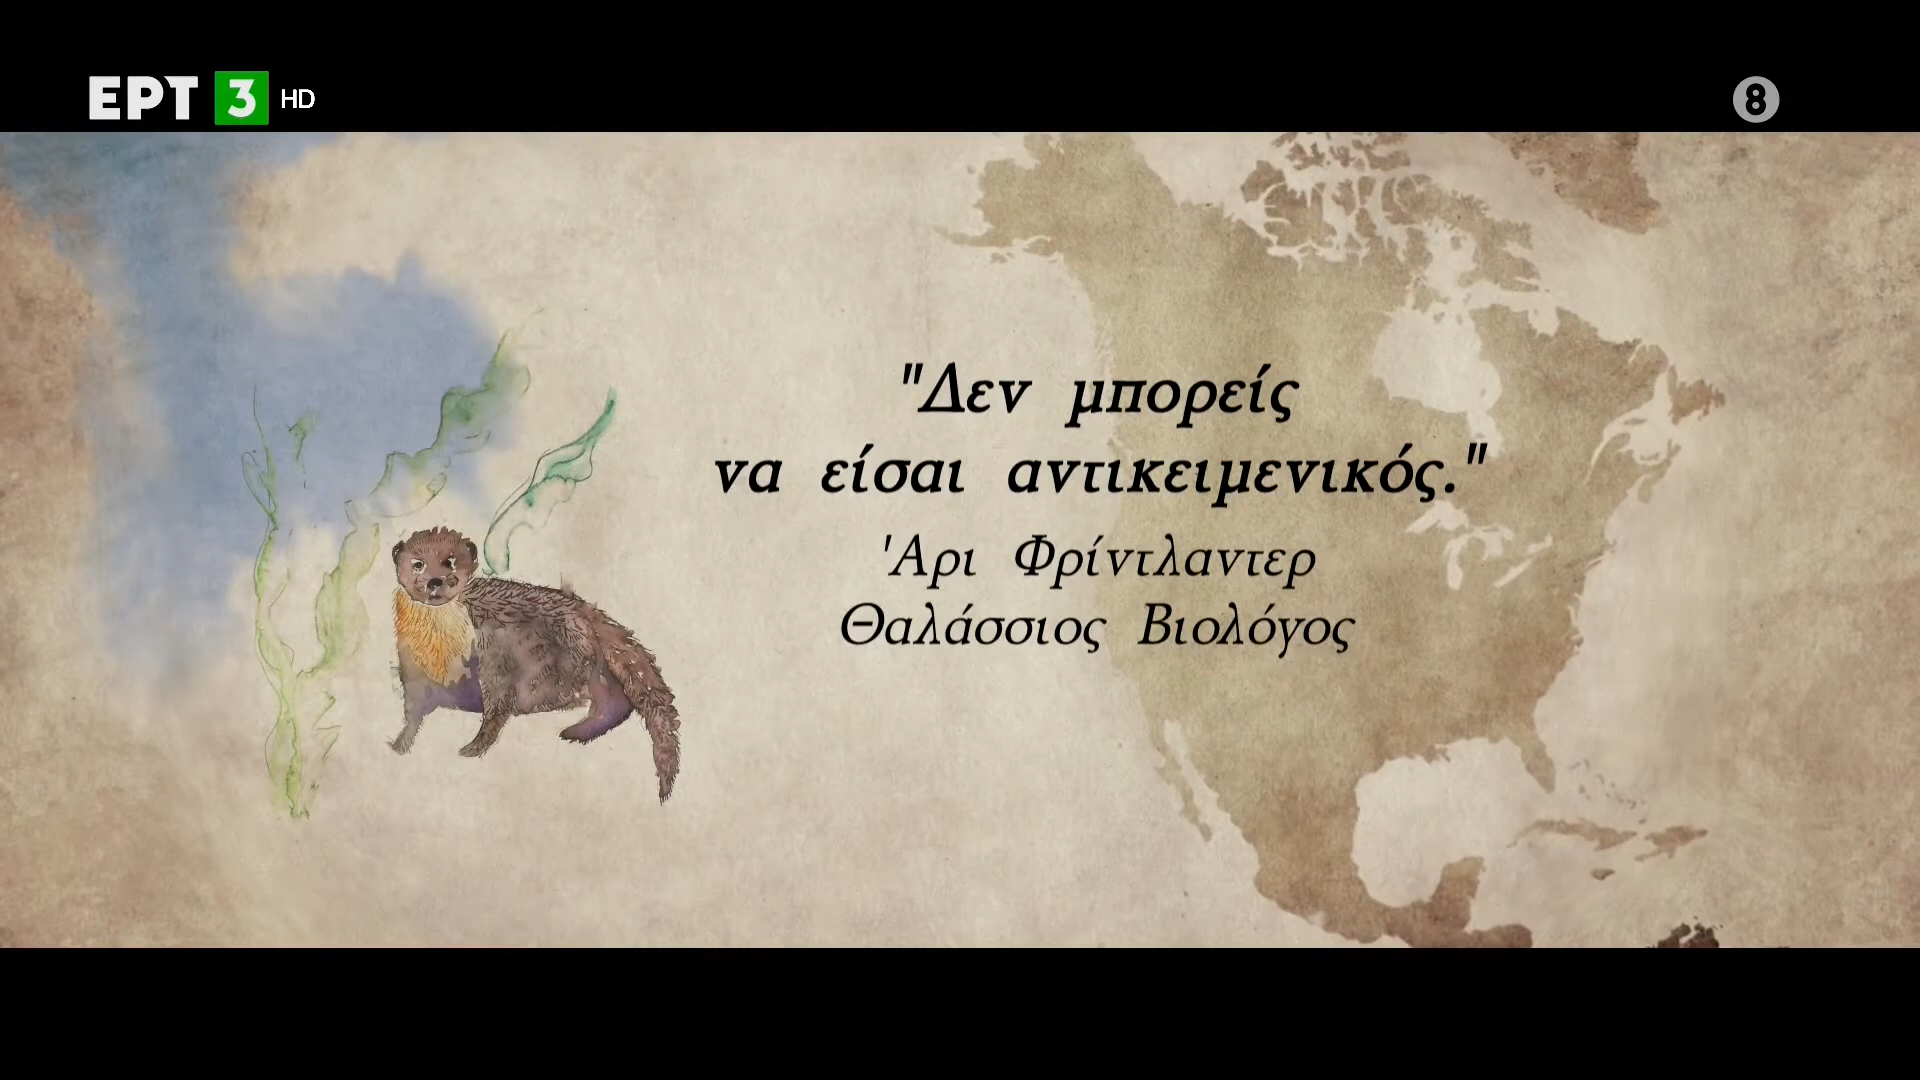 ΕΡΤ 3 HD
8
"Δεν μπορείς
να είσαι αντικειμενικός."
'Αρι Φρίντλαντερ
Θαλάσσιος Βιολόγος